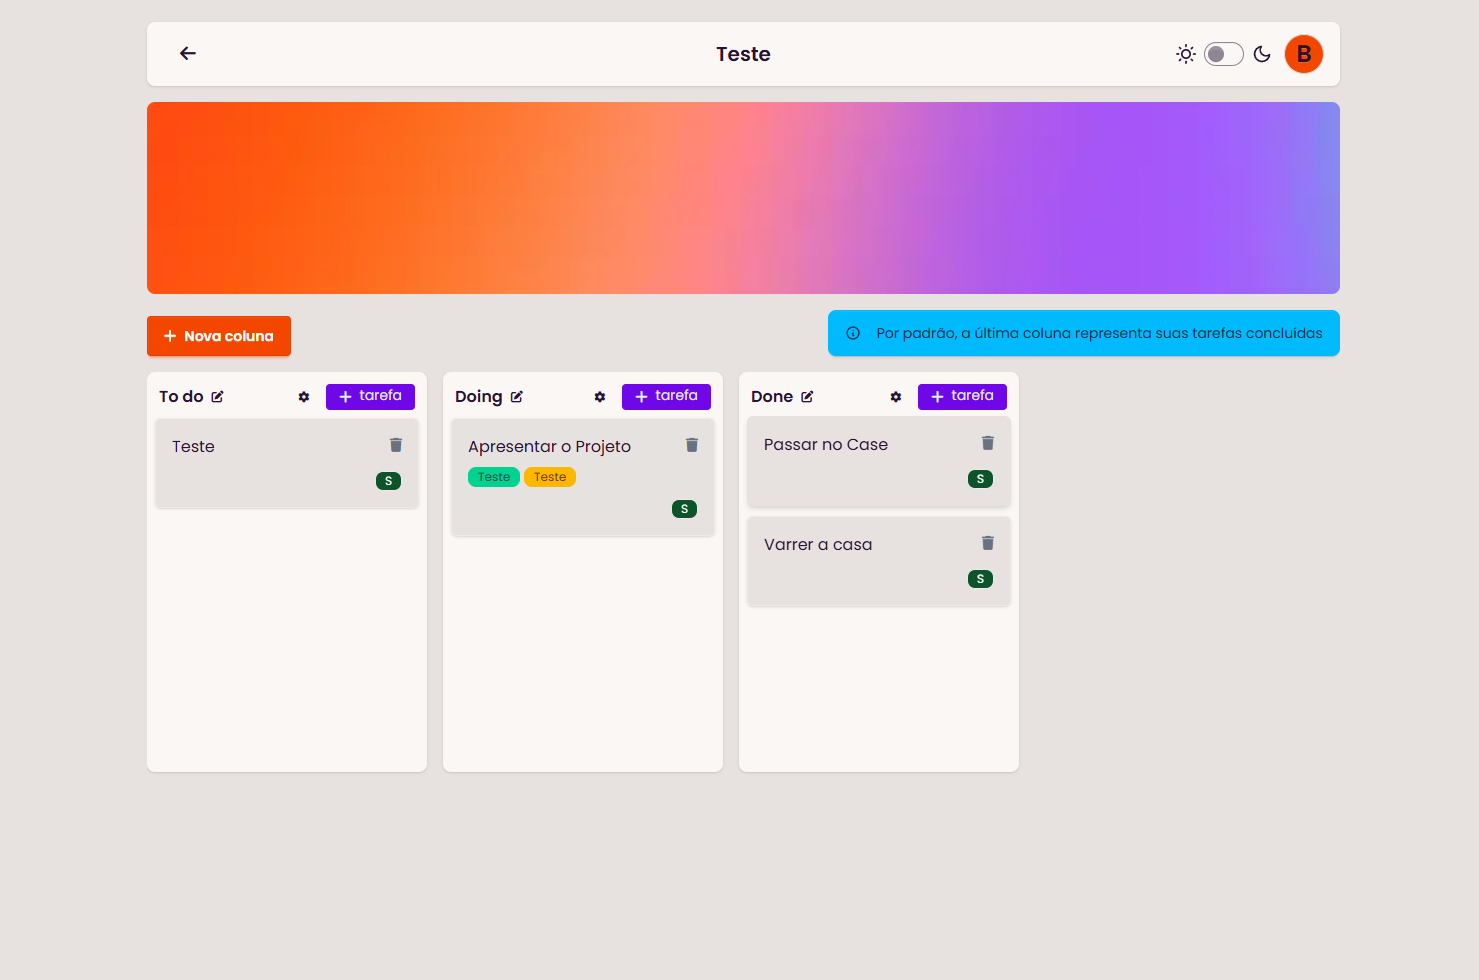 Teste
B
Nova coluna
Por padrão, a última coluna representa suas tarefas concluídas
To do
tarefa
Teste
S
Doing
tarefa
Apresentar o Projeto
Teste Teste
S
Done
tarefa
Passar no Case
S
Varrer a casa
S